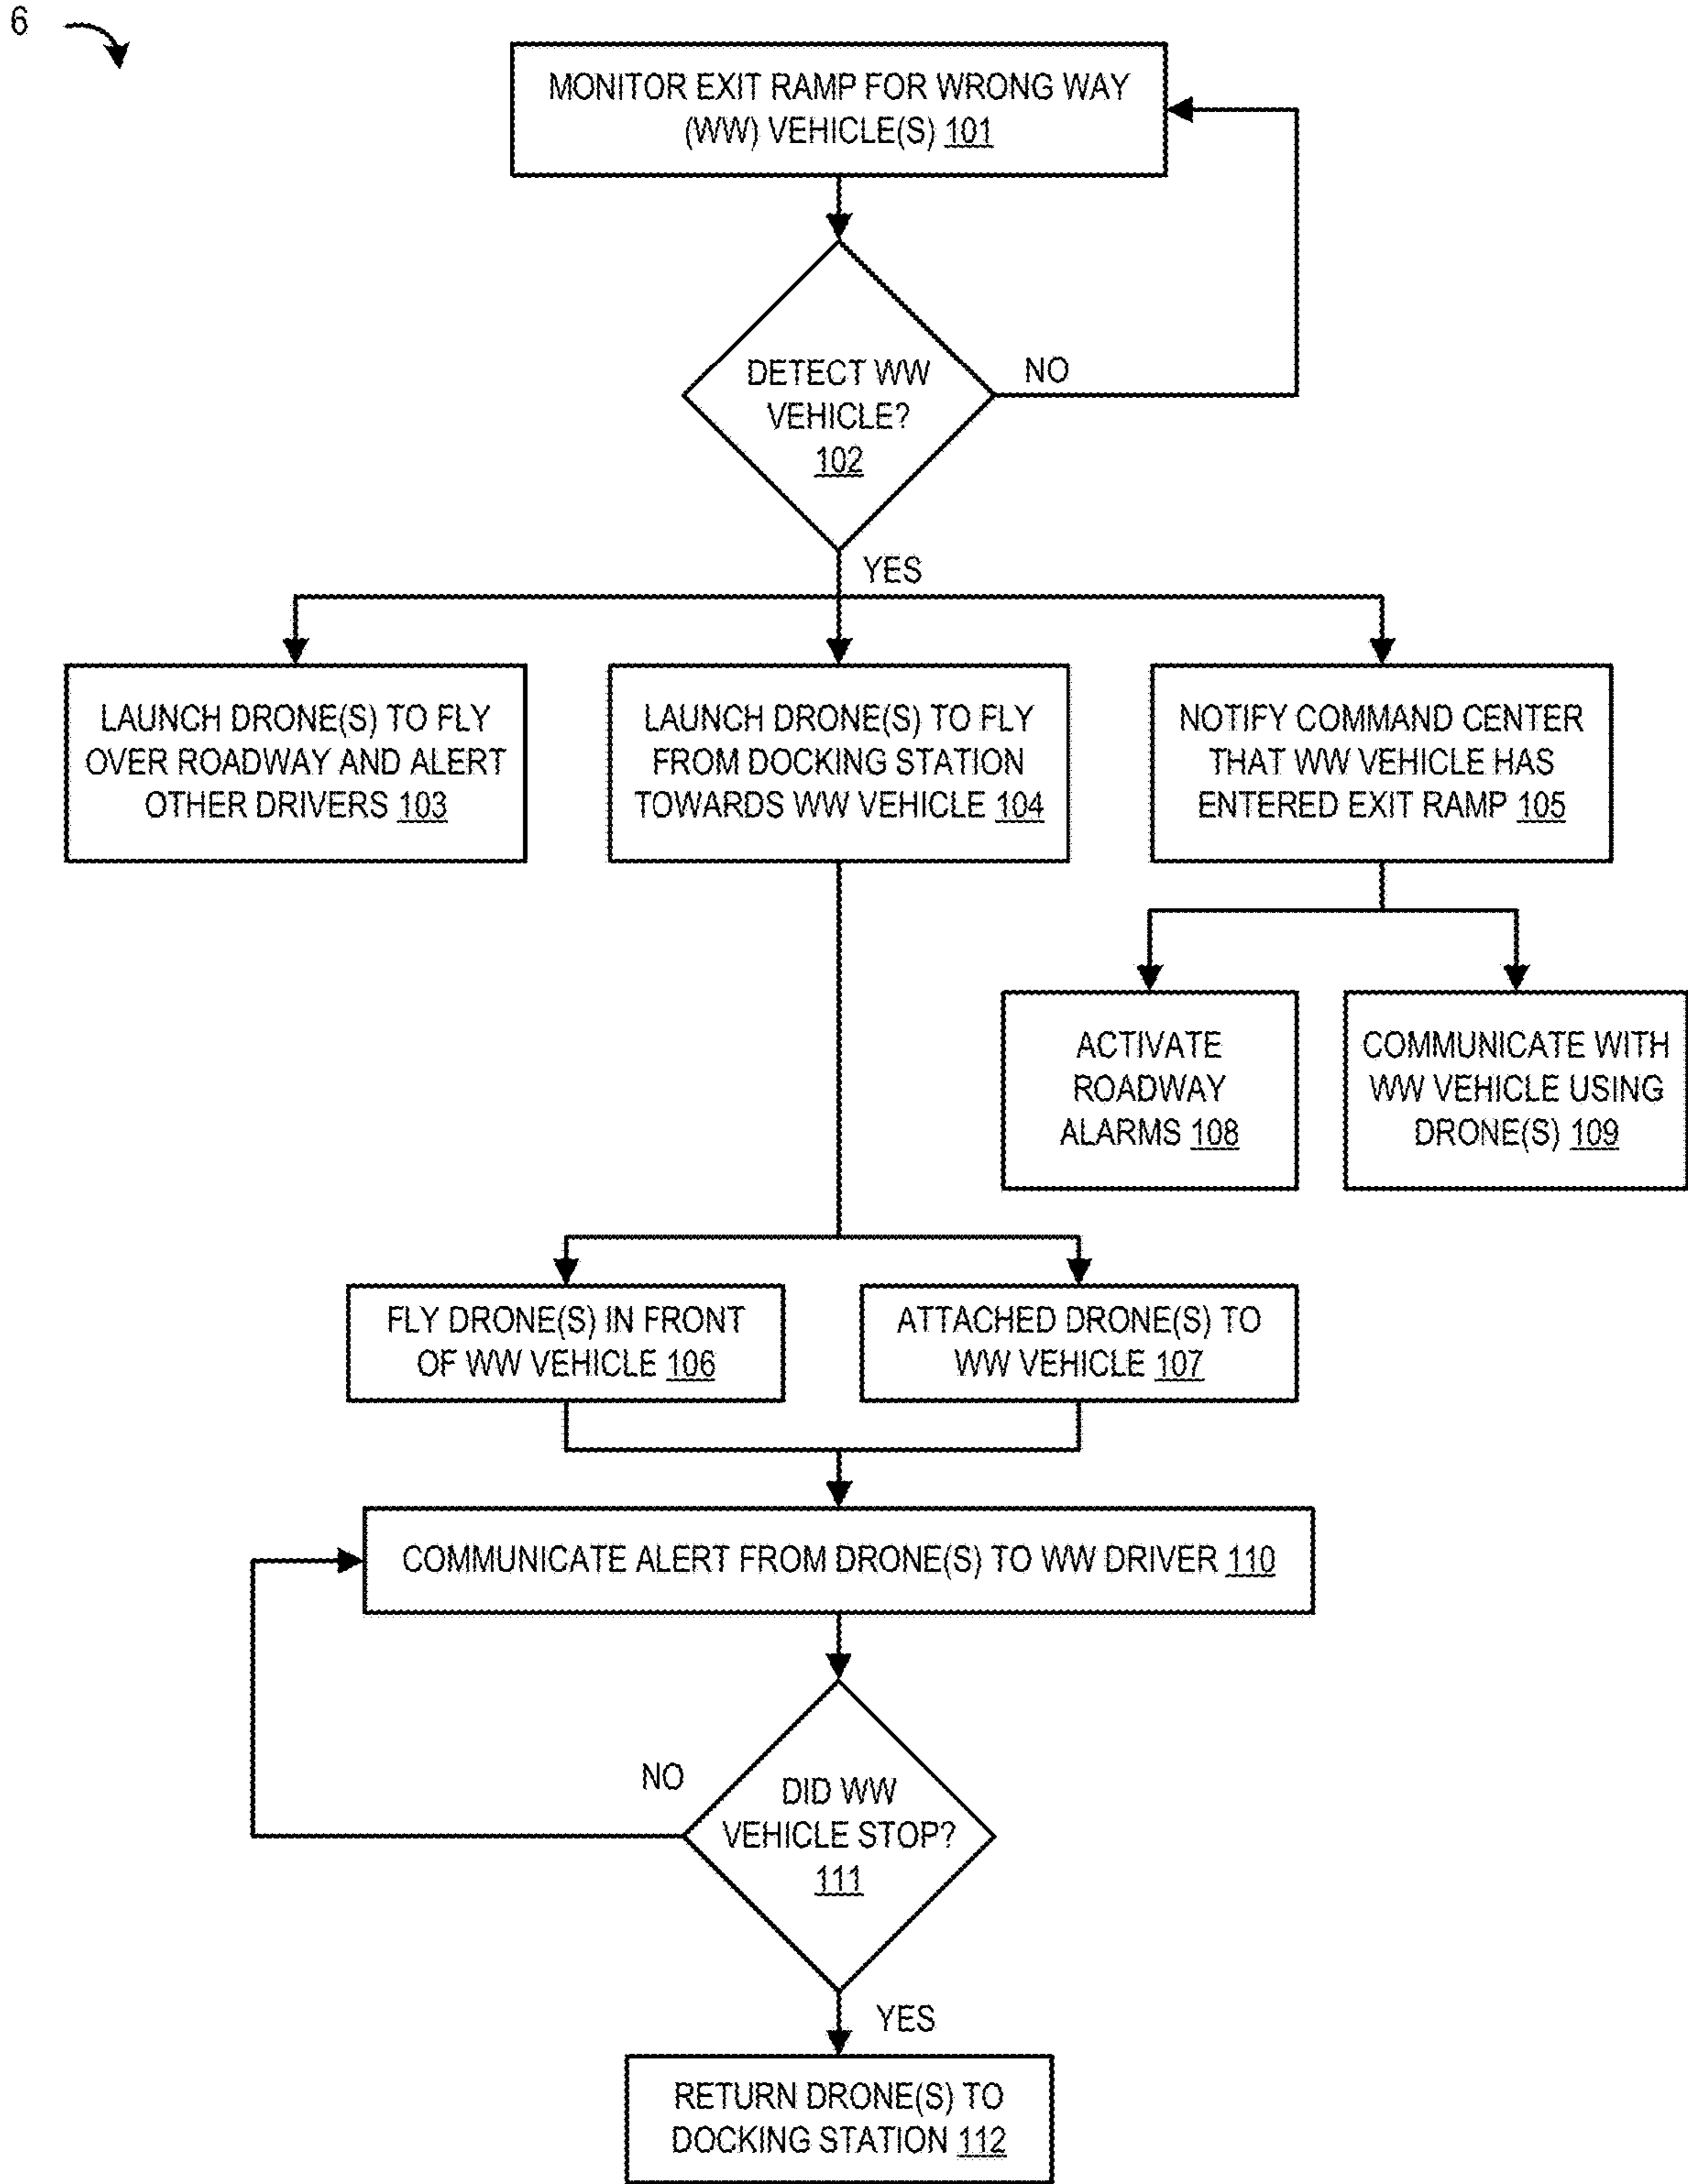 6
MONITOR EXIT RAMP FOR WRONG WAY
(WW) VEHICLE(S) 101
DETECT WW
VEHICLE?
102
NO
YES
LAUNCH DRONE(S) TO FLY
OVER ROADWAY AND ALERT
OTHER DRIVERS 103
LAUNCH DRONE(S) TO FLY
FROM DOCKING STATION
TOWARDS WW VEHICLE 104
NOTIFY COMMAND CENTER
THAT WW VEHICLE HAS
ENTERED EXIT RAMP 105
ACTIVATE
ROADWAY
ALARMS 108
COMMUNICATE WITH
WW VEHICLE USING
DRONE(S) 109
FLY DRONE(S) IN FRONT
OF WW VEHICLE 106
ATTACHED DRONE(S) TO
WW VEHICLE 107
COMMUNICATE ALERT FROM DRONE(S) TO WW DRIVER 110
NO
DID WW
VEHICLE STOP?
111
YES
RETURN DRONE(S) TO
DOCKING STATION 112